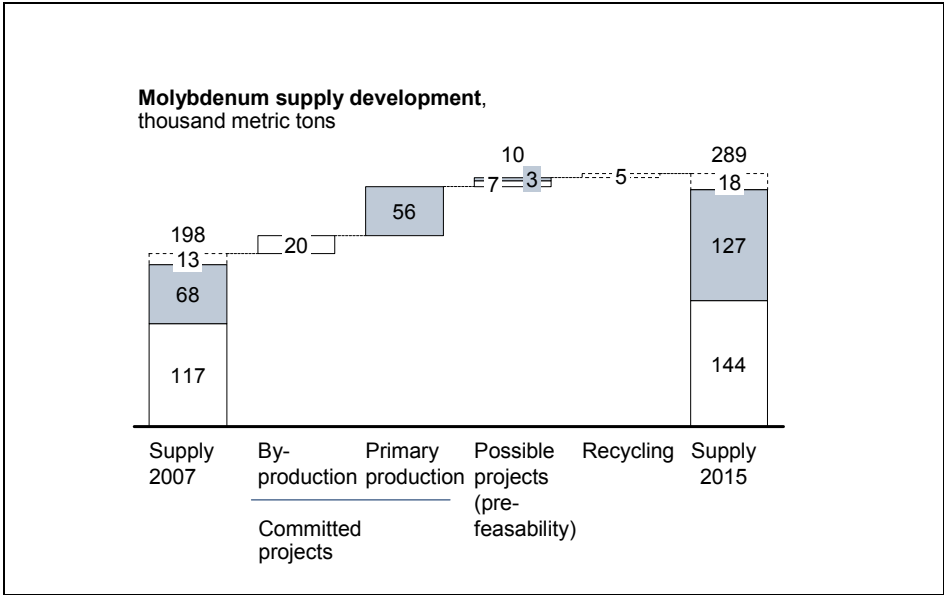 Molybdenum supply development,
thousand metric tons
198
13
68
117
20
56
10
7
3
5
289
18
127
144
Supply
2007
By-
production
Primary
production
Possible
projects
(pre-
feasability)
Recycling
Supply
2015
Committed
projects